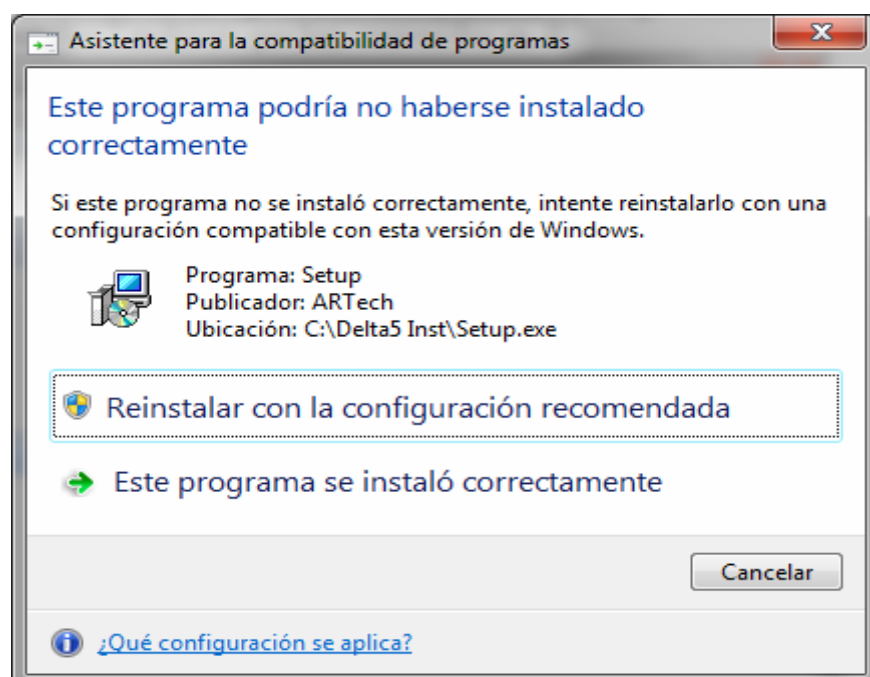 Asistente para la compatibilidad de programas
Este programa podría no haberse instalado
correctamente
Si este programa no se instaló correctamente, intente reinstalarlo con una
configuración compatible con esta versión de Windows.
Programa: Setup
Publicador: ARTech
Ubicación: C:\Delta5 Inst\Setup.exe
Reinstalar con la configuración recomendada
Este programa se instaló correctamente
Cancelar
¿Qué configuración se aplica?